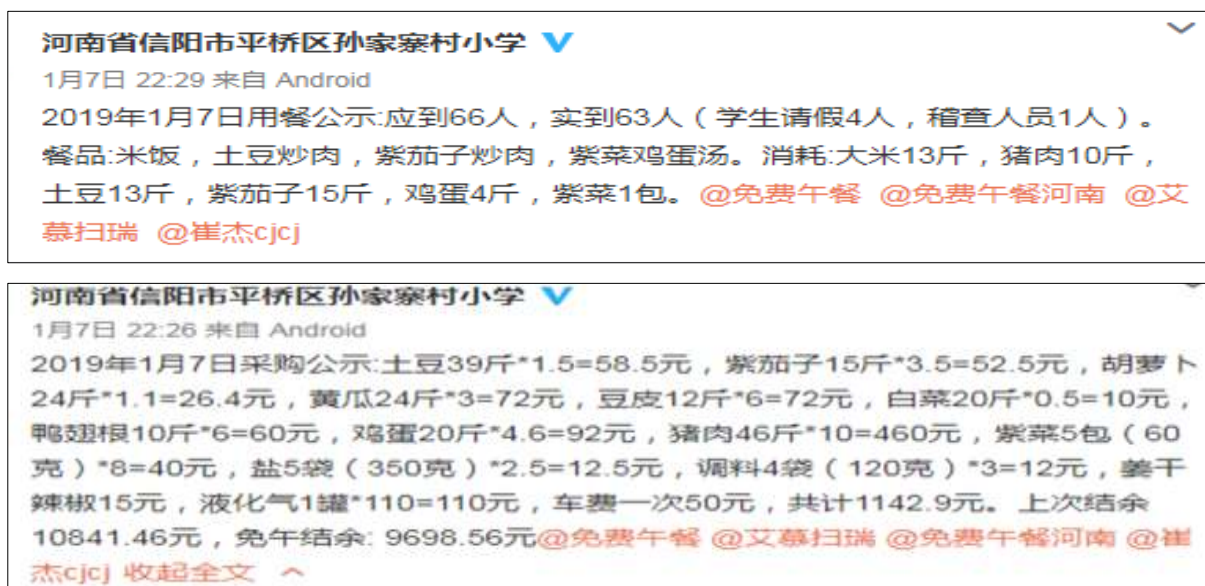 河南省信阳市平桥区孙家寨村小学
1月7日 22:29 来自 Android
2019年1月7日用餐公示:应到66人，实到63人（学生请假4人，稽查人员1人）。
餐品:米饭，土豆炒肉，紫茄子炒肉，紫菜鸡蛋汤。消耗:大米13斤，猪肉10斤，
土豆13斤，紫茄子15斤，鸡蛋4斤，紫菜1包。@免费午餐 @免费午餐河南 @艾
慕扫瑞 @崔杰cjcj
河南省信阳市平桥区孙家寨村小学
1月7日 22:26 来自 Android
2019年1月7日采购公示:土豆39斤*1.5=58.5元，紫茄子15斤*3.5=52.5元，胡萝卜
24斤*1.1=26.4元，黄瓜24斤*3=72元，豆皮12斤*6=72元，白菜20斤*0.5=10元，
鸭翅根10斤*6=60元，鸡蛋20斤*4.6=92元，猪肉46斤*10=460元，紫菜5包（60
克）*8=40元，盐5袋（350克）*2.5=12.5元，调料4袋（120克）*3=12元，姜干
辣椒15元，液化气1罐*110=110元，车费一次50元，共计1142.9元。上次结余
10841.46元，免午结余: 9698.56元@免费午餐 @艾慕扫瑞 @免费午餐河南 @崔
杰cjcj 收起全文